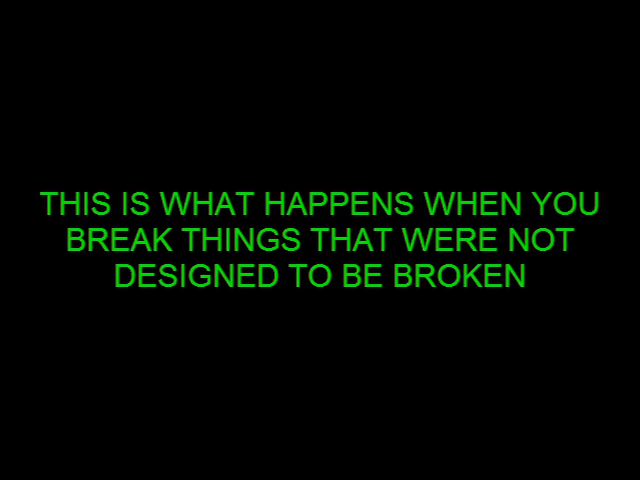 THIS IS WHAT HAPPENS WHEN YOU
BREAK THINGS THAT WERE NOT
DESIGNED TO BE BROKEN